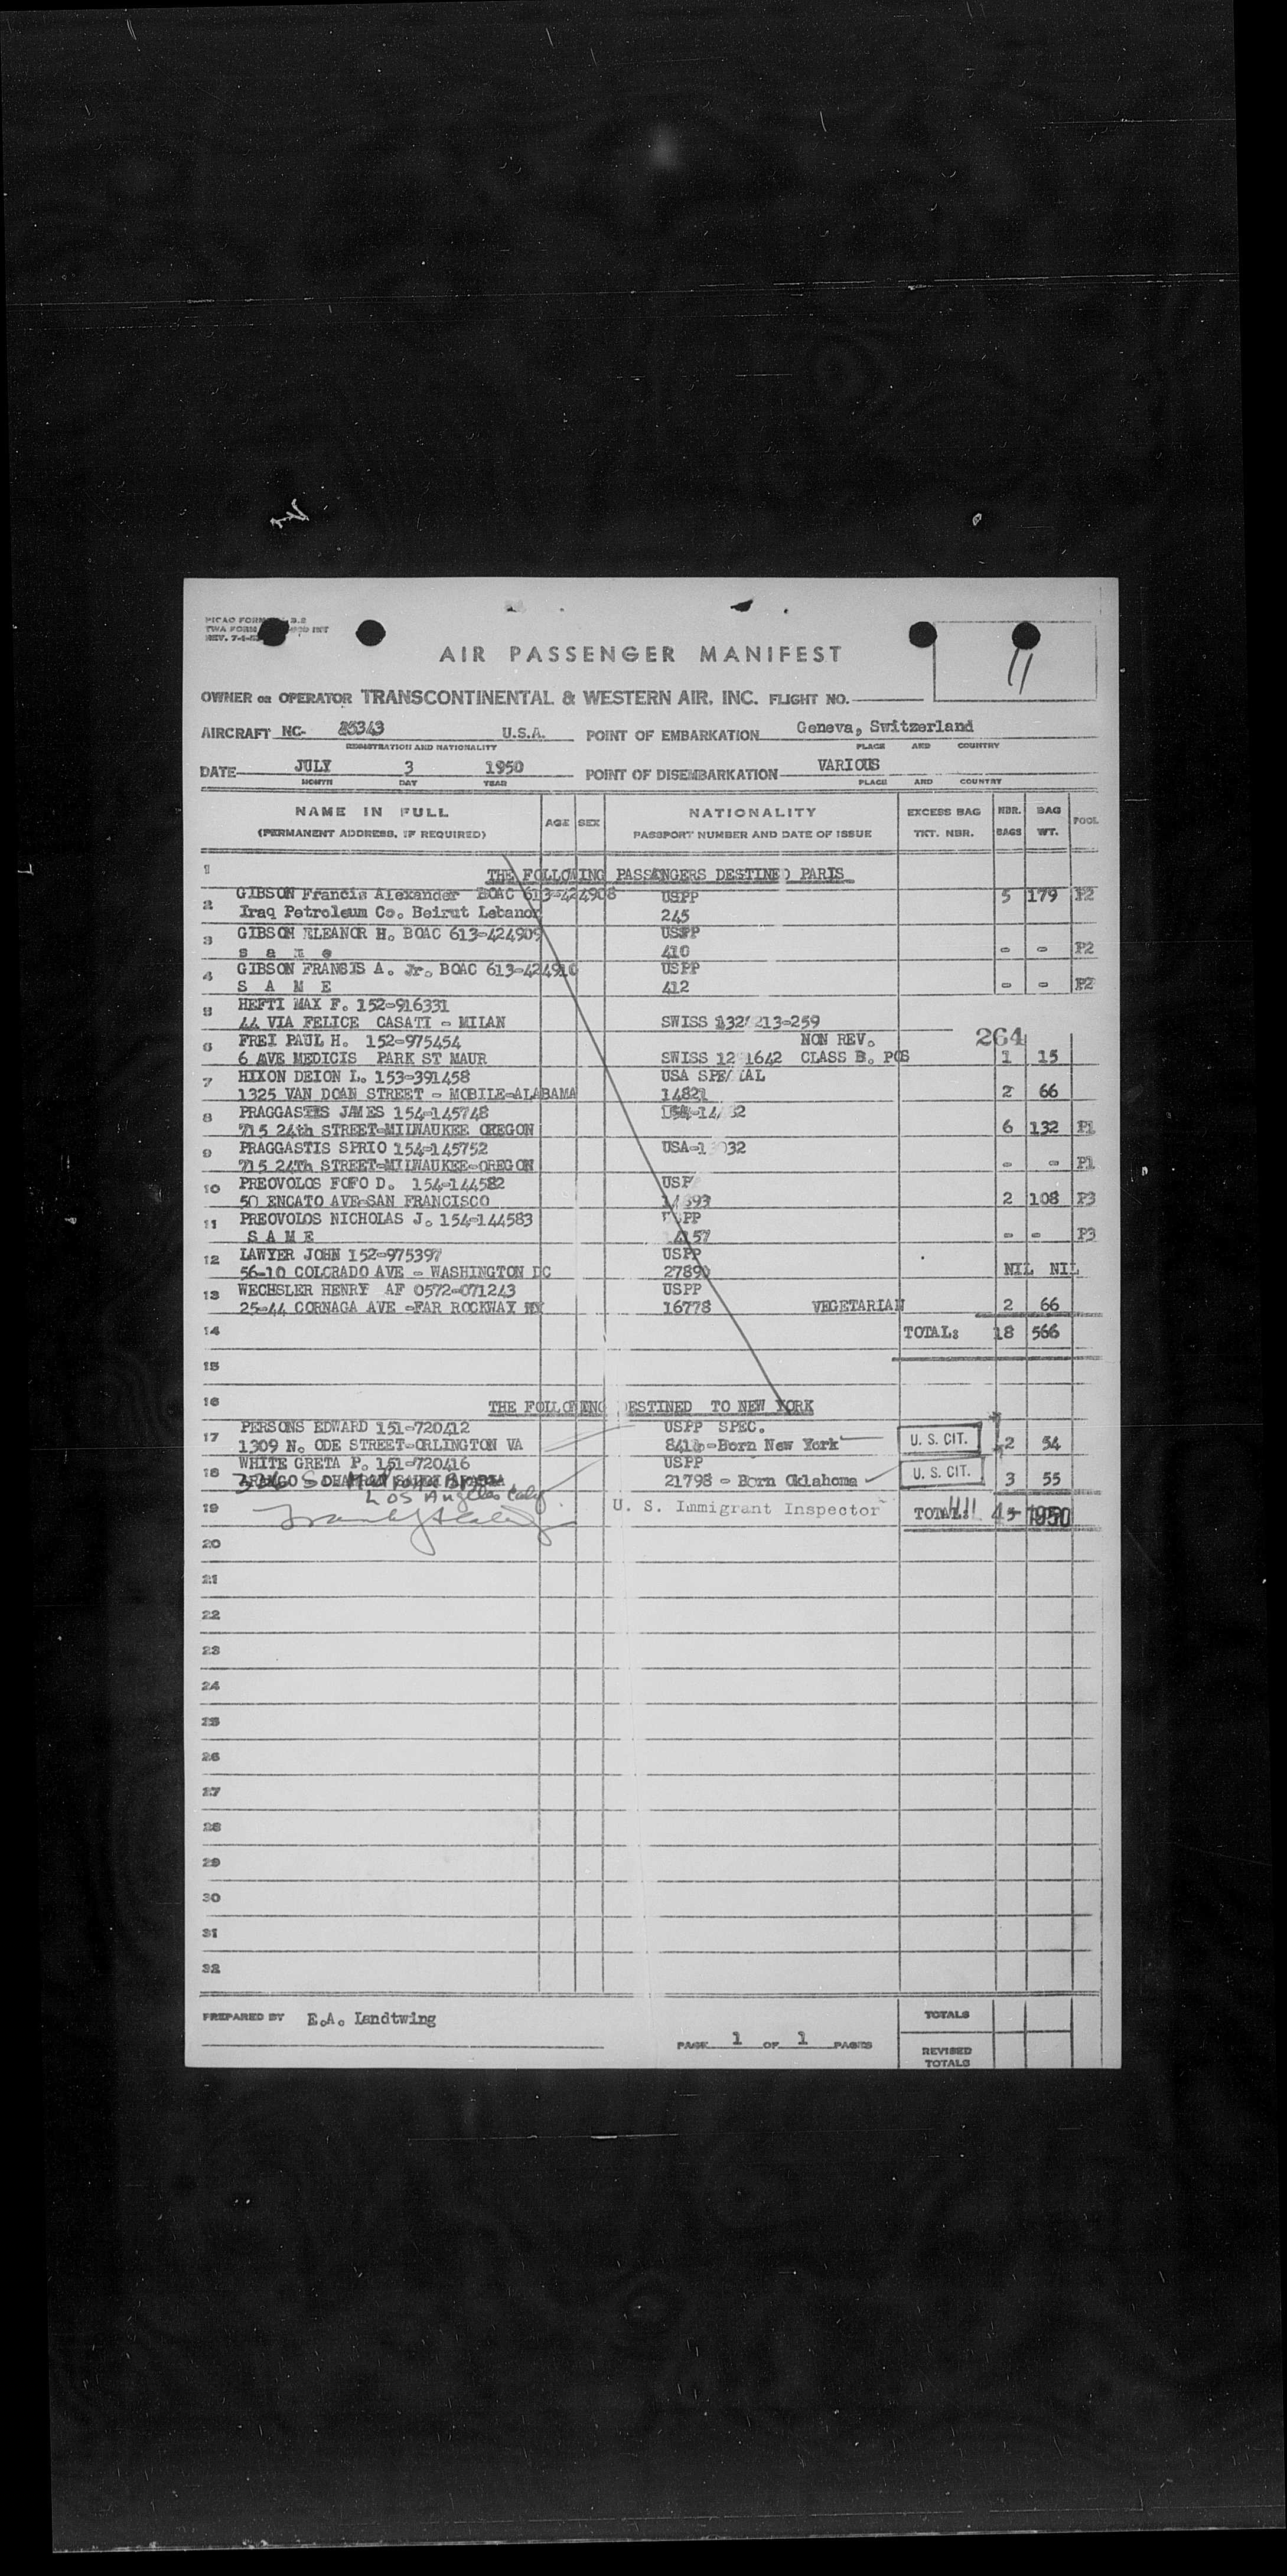 AIR PASSENGER MANIFEST
11
OWNER OR OPERATOR TRANSCONTINENTAL & WESTERN AIR, INC. FLIGHT NO.
AIRCRAFT NC- 86343 U.S.A. POINT OF EMBARKATION Geneva, Switzerland
REGISTRATION AND NATIONALITY PLACE AND COUNTRY
DATE JULY 3 1950 POINT OF DISEMBARKATION VARIOUS
MONTH DAY YEAR PLACE AND COUNTRY
NAME IN FULL AGE SEX NATIONALITY EXCESS BAG NBR. BAG POOL
(PERMANENT ADDRESS, IF REQUIRED) PASSPORT NUMBER AND DATE OF ISSUE TKT. NBR. BAGS WT.
1 THE FOLLOWING PASSENGERS DESTINED PARIS
2 GIBSON Francis Alexander BOAC 613-424908 USPP 5 179 P2
Iraq Petroleum Co. Beirut Lebanon 245
3 GIBSON ELEANOR H. BOAC 613-424909 USPP
s a m e 410 - - P2
4 GIBSON FRANSIS A. Jr. BOAC 613-424910 USPP
S A M E 412 - - P2
5 HEFTI MAX F. 152-916331
44 VIA FELICE CASATI - MILAN SWISS 213-259
6 FREI PAUL H. 152-975454 NON REV. 264
6 AVE MEDICIS PARK ST MAUR SWISS 1642 CLASS B. POS 1 15
7 HIXON DEION L. 153-391458 USA
1325 VAN DOAN STREET - MOBILE-ALABAMA 14821 2 66
8 PRAGGASTIS JAMES 154-145748
715 24th STREET-MILWAUKEE OREGON 6 132 P1
9 PRAGGASTIS SPRIO 154-145752
715 24Th STREET-MILWAUKEE-OREGON - - P1
10 PREOVOLOS FOFO D. 154-144582
50 ENCATO AVE-SAN FRANCISCO 2 108 P3
11 PREOVOLOS NICHOLAS J. 154-144583
S A M E - - P3
12 LAWYER JOHN 152-975397 USPP
56-10 COLORADO AVE - WASHINGTON DC 27890 NIL NIL
13 WECHSLER HENRY AF 0572-071243 USPP
25-44 CORNAGA AVE -FAR ROCKWAY NY 16778 VEGETARIAN 2 66
14 TOTAL: 18 566
15
16 THE FOLLOWING DESTINED TO NEW YORK
17 PERSONS EDWARD 151-720412 USPP SPEC.
1309 N. ODE STREET-ORLINGTON VA -Born New York U. S. CIT. 2 54
18 WHITE GRETA P. 151-720416 USPP
21798 - Born Oklahoma U. S. CIT. 3 55
Los Angeles Calif
19 U. S. Immigrant Inspector TOTAL: 1950
20
21
22
23
24
25
26
27
28
29
30
31
32
PREPARED BY E.A. Landtwing TOTALS
PAGE 1 OF 1 PAGES
REVISED
TOTALS